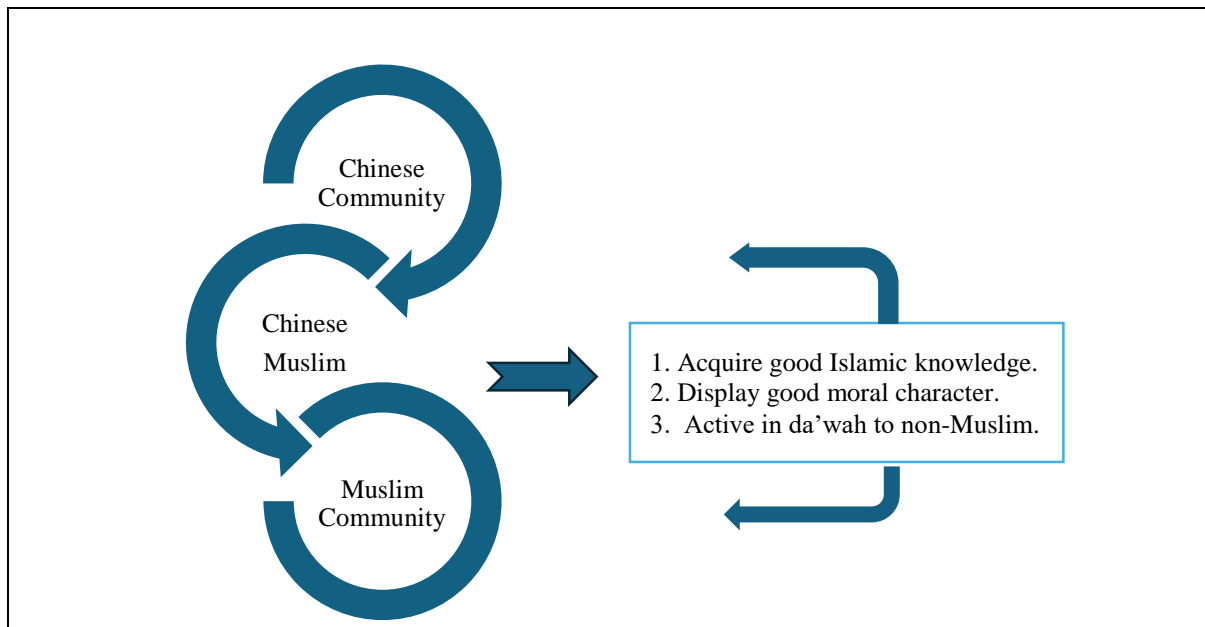 Chinese
Community
Chinese
Muslim
Muslim
Community
1. Acquire good Islamic knowledge.
2. Display good moral character.
3. Active in da’wah to non-Muslim.